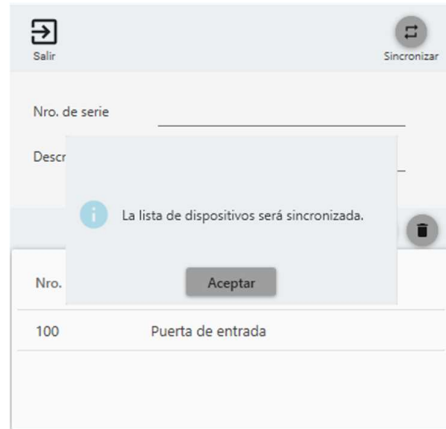 Salir
Sincronizar
Nro. de serie
Descr
La lista de dispositivos será sincronizada.
Aceptar
Nro.
100 Puerta de entrada